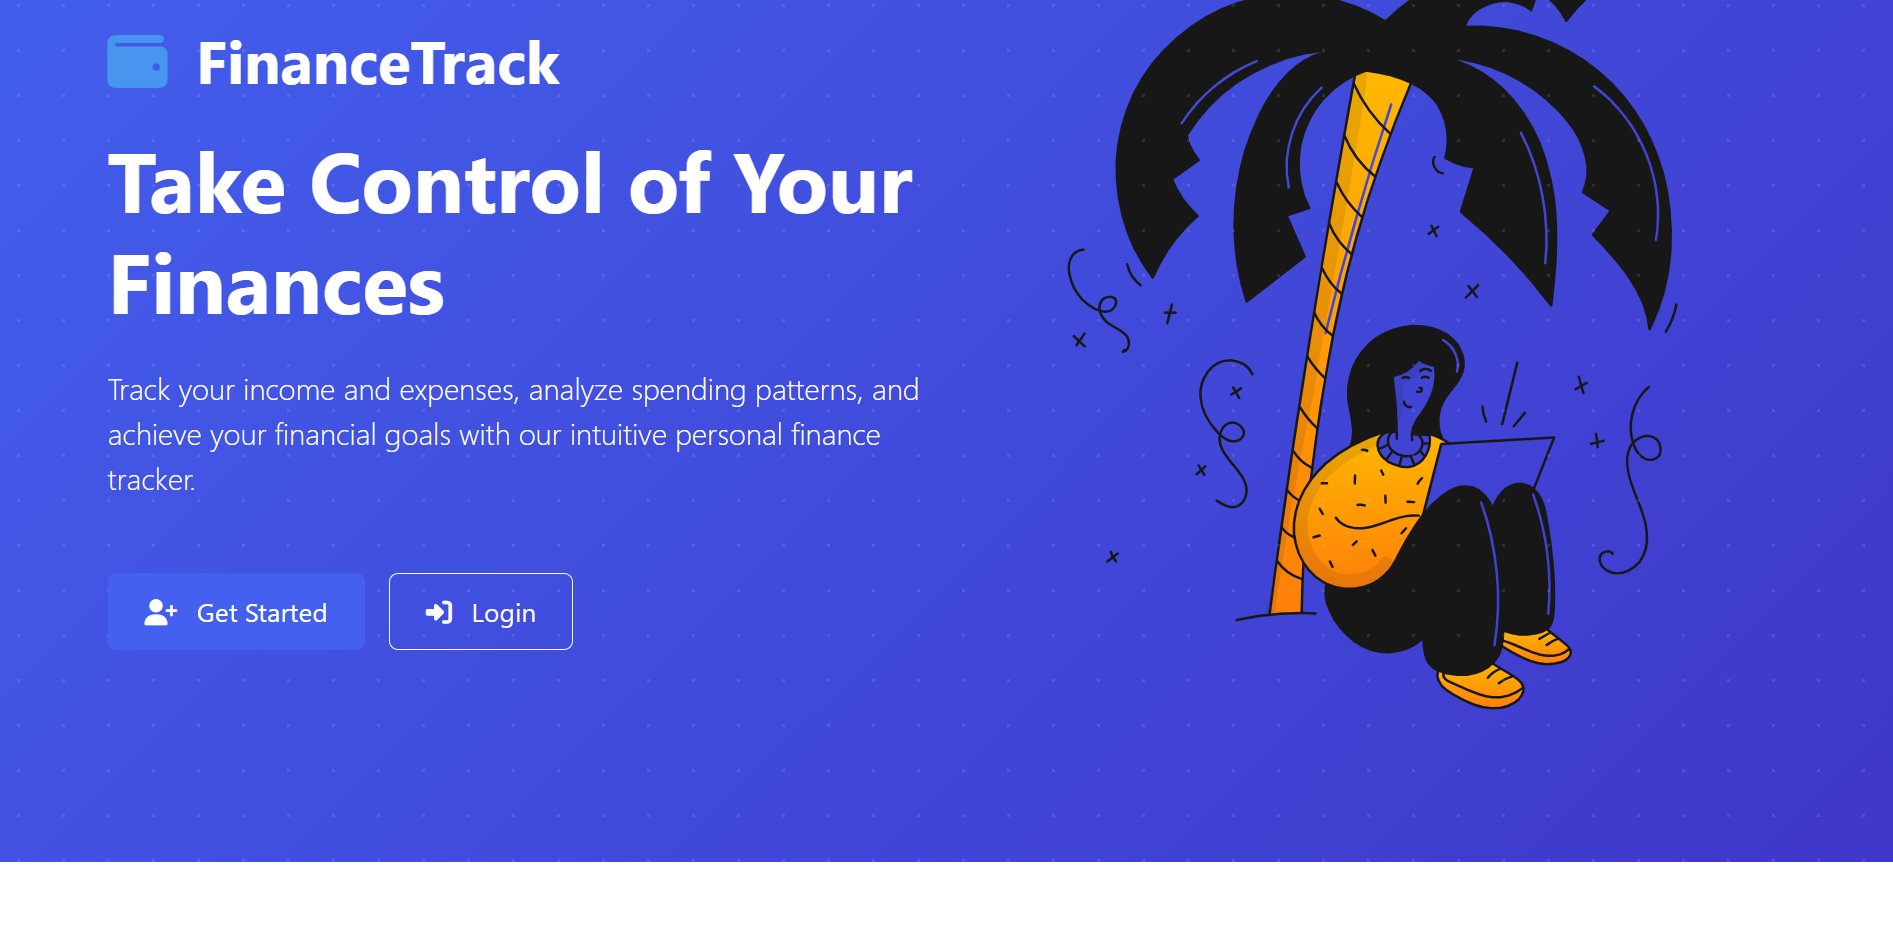 FinanceTrack
Take Control of Your
Finances
Track your income and expenses, analyze spending patterns, and
achieve your financial goals with our intuitive personal finance
tracker.
Get Started
Login